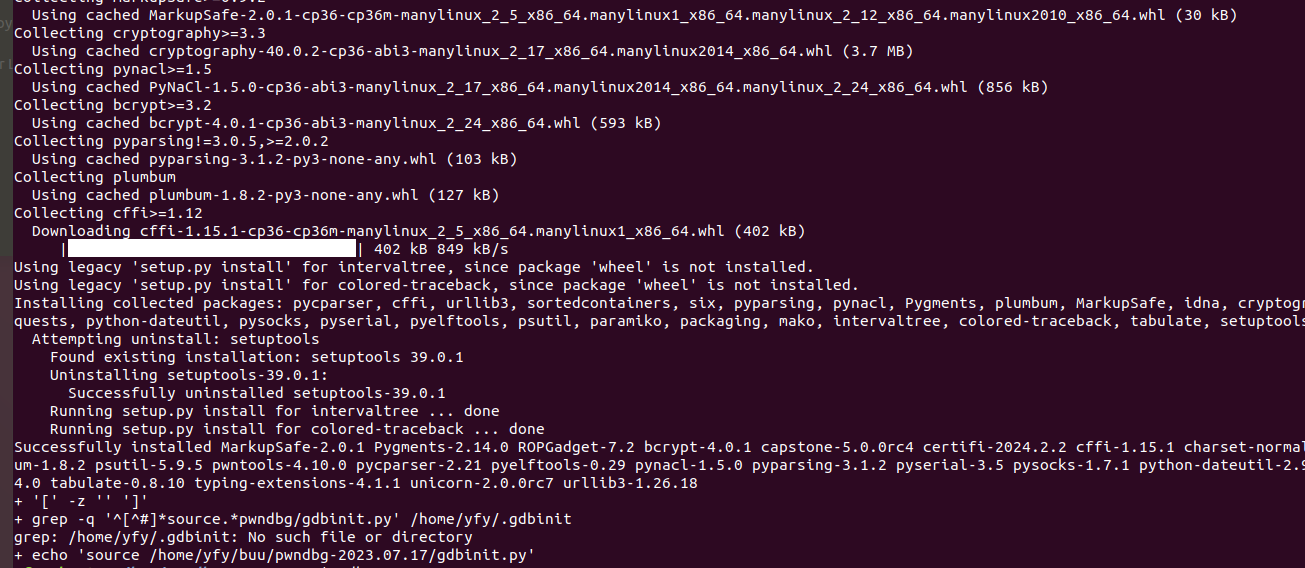 Using cached MarkupSafe-2.0.1-cp36-cp36m-manylinux_2_5_x86_64.manylinux1_x86_64.manylinux_2_12_x86_64.manylinux2010_x86_64.whl (30 kB)
Collecting cryptography>=3.3
Using cached cryptography-40.0.2-cp36-abi3-manylinux_2_17_x86_64.manylinux2014_x86_64.whl (3.7 MB)
Collecting pynacl>=1.5
Using cached PyNaCl-1.5.0-cp36-abi3-manylinux_2_17_x86_64.manylinux2014_x86_64.manylinux_2_24_x86_64.whl (856 kB)
Collecting bcrypt>=3.2
Using cached bcrypt-4.0.1-cp36-abi3-manylinux_2_24_x86_64.whl (593 kB)
Collecting pyparsing!=3.0.5,>=2.0.2
Using cached pyparsing-3.1.2-py3-none-any.whl (103 kB)
Collecting plumbum
Using cached plumbum-1.8.2-py3-none-any.whl (127 kB)
Collecting cffi>=1.12
Downloading cffi-1.15.1-cp36-cp36m-manylinux_2_5_x86_64.manylinux1_x86_64.whl (402 kB)
| | 402 kB 849 kB/s
Using legacy 'setup.py install' for intervaltree, since package 'wheel' is not installed.
Using legacy 'setup.py install' for colored-traceback, since package 'wheel' is not installed.
Installing collected packages: pycparser, cffi, urllib3, sortedcontainers, six, pyparsing, pynacl, Pygments, plumbum, MarkupSafe, idna, cryptogr
quests, python-dateutil, pysocks, pyserial, pyelftools, psutil, paramiko, packaging, mako, intervaltree, colored-traceback, tabulate, setuptools
Attempting uninstall: setuptools
Found existing installation: setuptools 39.0.1
Uninstalling setuptools-39.0.1:
Successfully uninstalled setuptools-39.0.1
Running setup.py install for intervaltree ... done
Running setup.py install for colored-traceback ... done
Successfully installed MarkupSafe-2.0.1 Pygments-2.14.0 ROPGadget-7.2 bcrypt-4.0.1 capstone-5.0.0rc4 certifi-2024.2.2 cffi-1.15.1 charset-normal
um-1.8.2 psutil-5.9.5 pwntools-4.10.0 pycparser-2.21 pyelftools-0.29 pynacl-1.5.0 pyparsing-3.1.2 pyserial-3.5 pysocks-1.7.1 python-dateutil-2.9
4.0 tabulate-0.8.10 typing-extensions-4.1.1 unicorn-2.0.0rc7 urllib3-1.26.18
+ '[' -z '' ']'
+ grep -q '^[^#]*source.*pwndbg/gdbinit.py' /home/yfy/.gdbinit
grep: /home/yfy/.gdbinit: No such file or directory
+ echo 'source /home/yfy/buu/pwndbg-2023.07.17/gdbinit.py'